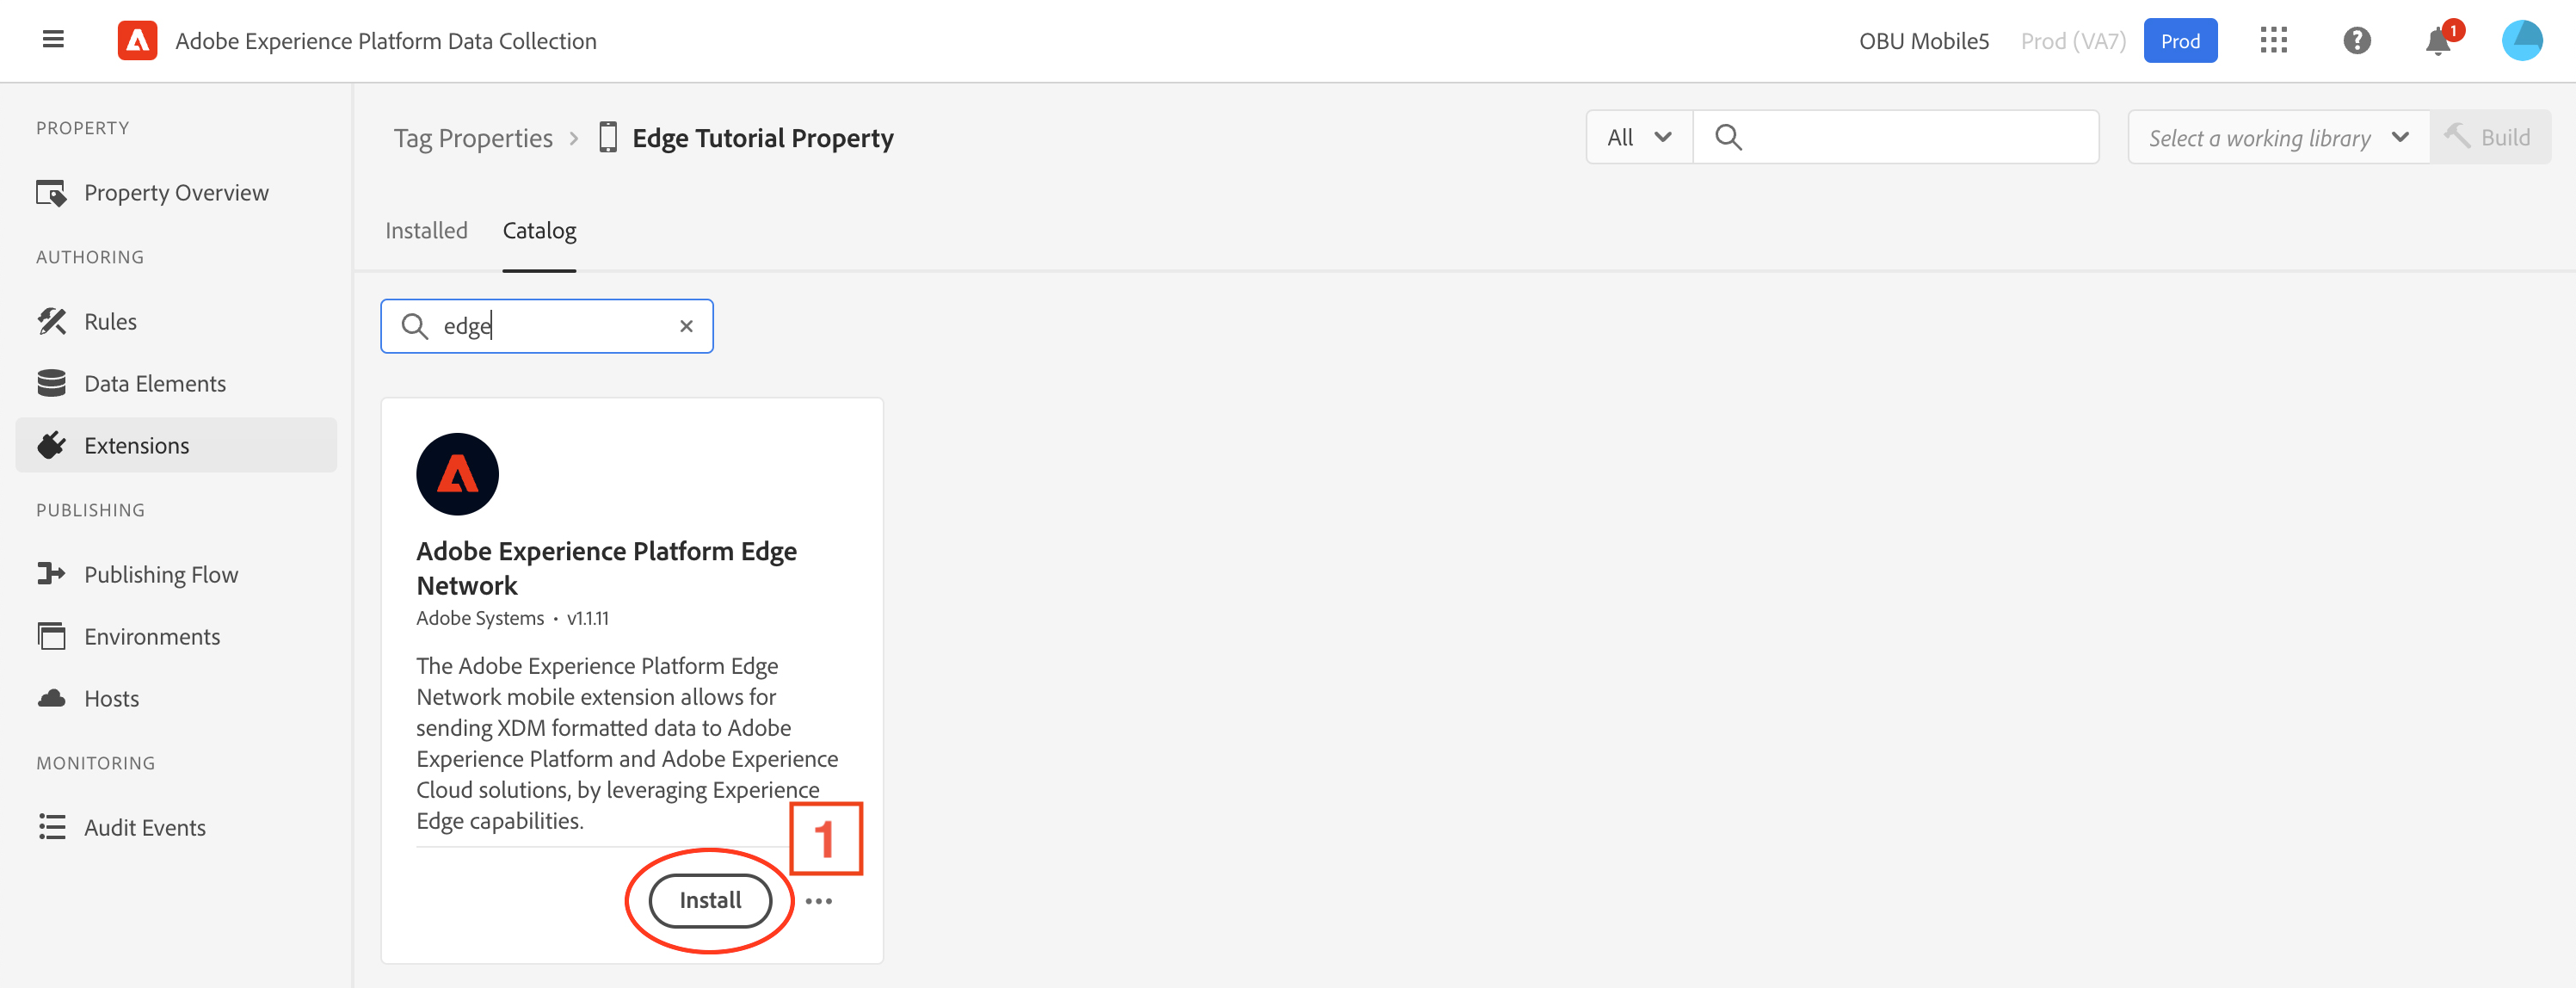 Adobe Experience Platform Data Collection
OBU Mobile5
Prod (VA7)
Prod
1
PROPERTY
Property Overview
AUTHORING
Rules
Data Elements
Extensions
PUBLISHING
Publishing Flow
Environments
Hosts
MONITORING
Audit Events
Tag Properties
Edge Tutorial Property
All
Select a working library
Build
Installed
Catalog
edge
Adobe Experience Platform Edge
Network
Adobe Systems • v1.1.11
The Adobe Experience Platform Edge
Network mobile extension allows for
sending XDM formatted data to Adobe
Experience Platform and Adobe Experience
Cloud solutions, by leveraging Experience
Edge capabilities.
1
Install